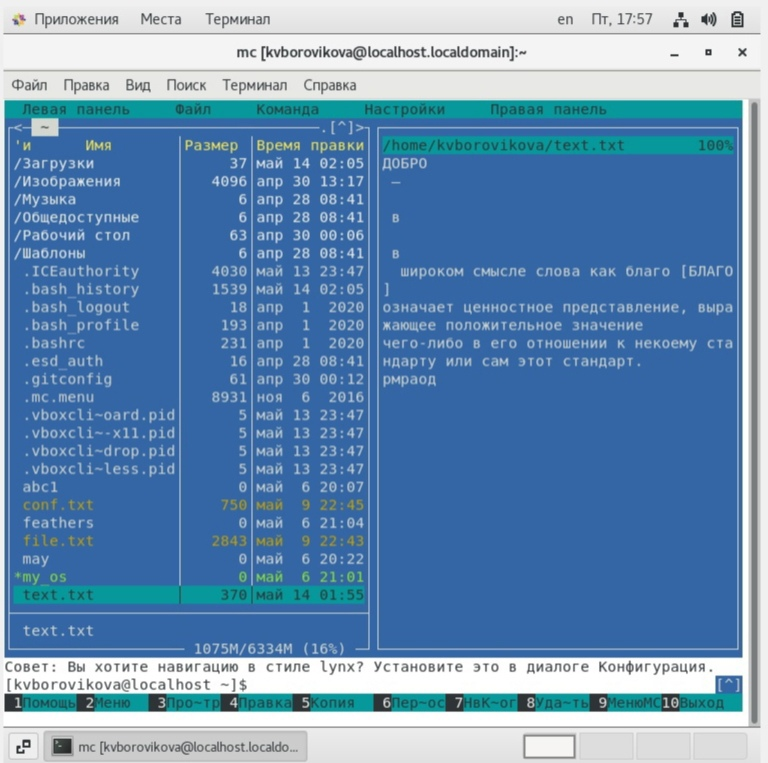 Приложения Места Терминал en Пт, 17:57
mc [kvborovikova@localhost.localdomain]:~
Файл Правка Вид Поиск Терминал Справка
Левая панель Файл Команда Настройки Правая панель
<— ~ .[^]>
'и Имя Размер Время правки
/Загрузки 37 май 14 02:05
/Изображения 4096 апр 30 13:17
/Музыка 6 апр 28 08:41
/Общедоступные 6 апр 28 08:41
/Рабочий стол 63 апр 30 00:06
/Шаблоны 6 апр 28 08:41
.ICEauthority 4030 май 13 23:47
.bash_history 1539 май 14 02:05
.bash_logout 18 апр 1 2020
.bash_profile 193 апр 1 2020
.bashrc 231 апр 1 2020
.esd_auth 16 апр 28 08:41
.gitconfig 61 апр 30 00:12
.mc.menu 8931 ноя 6 2016
.vboxcli~oard.pid 5 май 13 23:47
.vboxcli~-x11.pid 5 май 13 23:47
.vboxcli~drop.pid 5 май 13 23:47
.vboxcli~less.pid 5 май 13 23:47
abc1 0 май 6 20:07
conf.txt 750 май 9 22:45
feathers 0 май 6 21:04
file.txt 2843 май 9 22:43
may 0 май 6 20:22
*my_os 0 май 6 21:01
text.txt 370 май 14 01:55
text.txt
1075M/6334M (16%)
/home/kvborovikova/text.txt 100%
ДОБРО
—
в
в
широком смысле слова как благо [БЛАГО
]
означает ценностное представление, выра
жающее положительное значение
чего-либо в его отношении к некоему ста
ндарту или сам этот стандарт.
рмраод
Совет: Вы хотите навигацию в стиле lynx? Установите это в диалоге Конфигурация.
[kvborovikova@localhost ~]$ [^]
1Помощь 2Меню 3Про~тр 4Правка 5Копия 6Пер~ос 7НвК~ог 8Уда~ть 9МенюMC 10Выход
mc [kvborovikova@localhost.localdo...